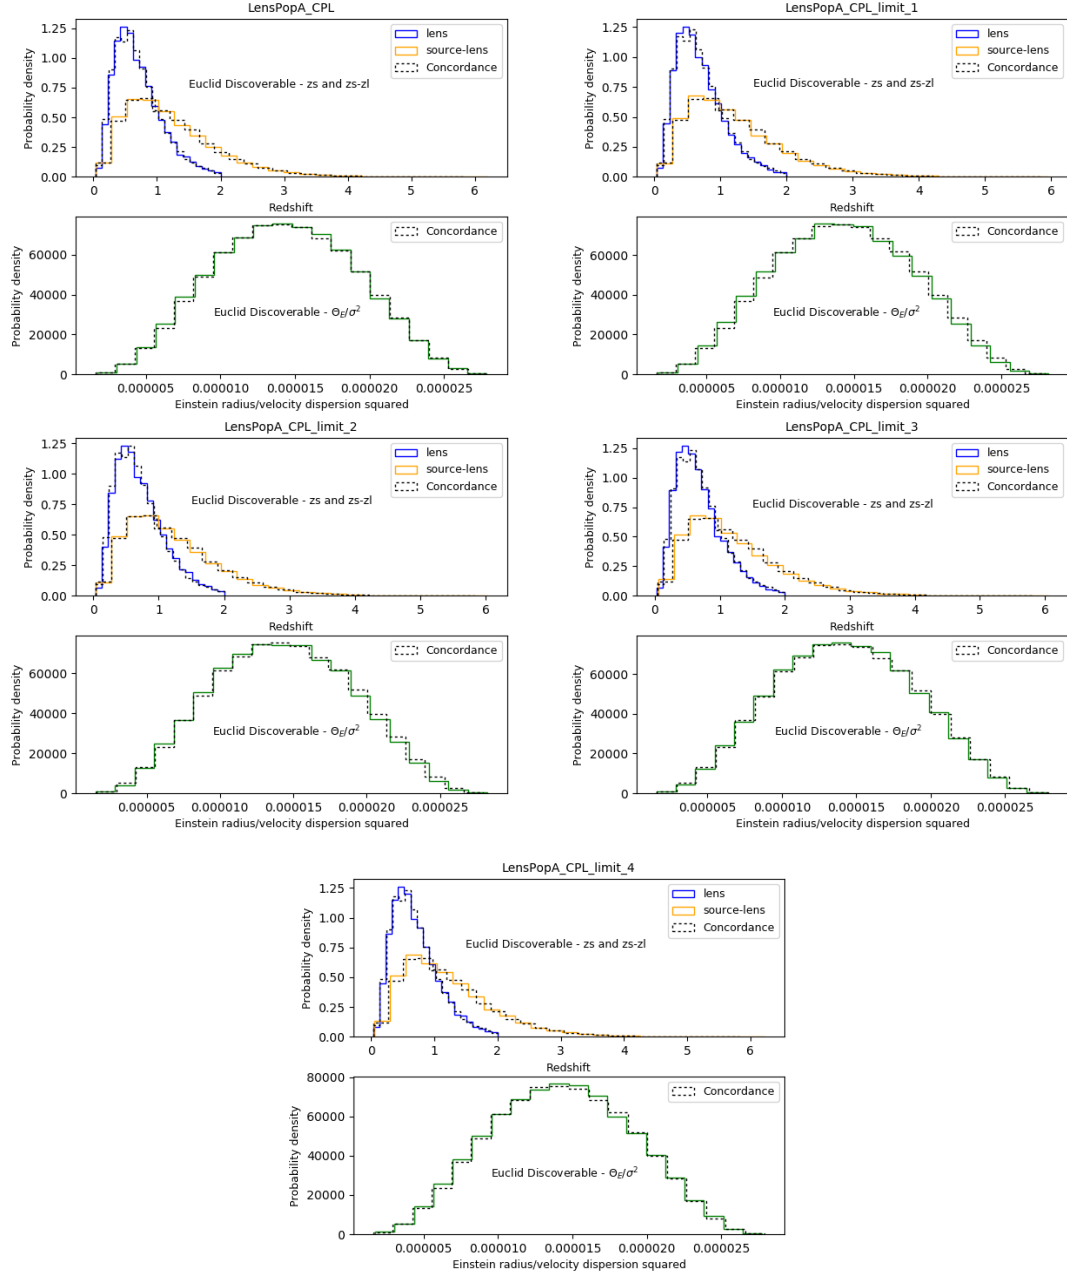 LensPopA_CPL
1.25
1.00
0.75
0.50
0.25
0.00
Probability density
lens
source-lens
Concordance
Euclid Discoverable - zs and zs-zl
0 1 2 3 4 5 6
Redshift
60000
40000
20000
0
Probability density
Concordance
Euclid Discoverable - Θ_E/σ²
0.000005 0.000010 0.000015 0.000020 0.000025
Einstein radius/velocity dispersion squared
LensPopA_CPL_limit_1
1.25
1.00
0.75
0.50
0.25
0.00
Probability density
lens
source-lens
Concordance
Euclid Discoverable - zs and zs-zl
0 1 2 3 4 5 6
Redshift
60000
40000
20000
0
Probability density
Concordance
Euclid Discoverable - Θ_E/σ²
0.000005 0.000010 0.000015 0.000020 0.000025
Einstein radius/velocity dispersion squared
LensPopA_CPL_limit_2
1.25
1.00
0.75
0.50
0.25
0.00
Probability density
lens
source-lens
Concordance
Euclid Discoverable - zs and zs-zl
0 1 2 3 4 5 6
Redshift
60000
40000
20000
0
Probability density
Concordance
Euclid Discoverable - Θ_E/σ²
0.000005 0.000010 0.000015 0.000020 0.000025
Einstein radius/velocity dispersion squared
LensPopA_CPL_limit_3
1.25
1.00
0.75
0.50
0.25
0.00
Probability density
lens
source-lens
Concordance
Euclid Discoverable - zs and zs-zl
0 1 2 3 4 5 6
Redshift
60000
40000
20000
0
Probability density
Concordance
Euclid Discoverable - Θ_E/σ²
0.000005 0.000010 0.000015 0.000020 0.000025
Einstein radius/velocity dispersion squared
LensPopA_CPL_limit_4
1.25
1.00
0.75
0.50
0.25
0.00
Probability density
lens
source-lens
Concordance
Euclid Discoverable - zs and zs-zl
0 1 2 3 4 5 6
Redshift
80000
60000
40000
20000
0
Probability density
Concordance
Euclid Discoverable - Θ_E/σ²
0.000005 0.000010 0.000015 0.000020 0.000025
Einstein radius/velocity dispersion squared